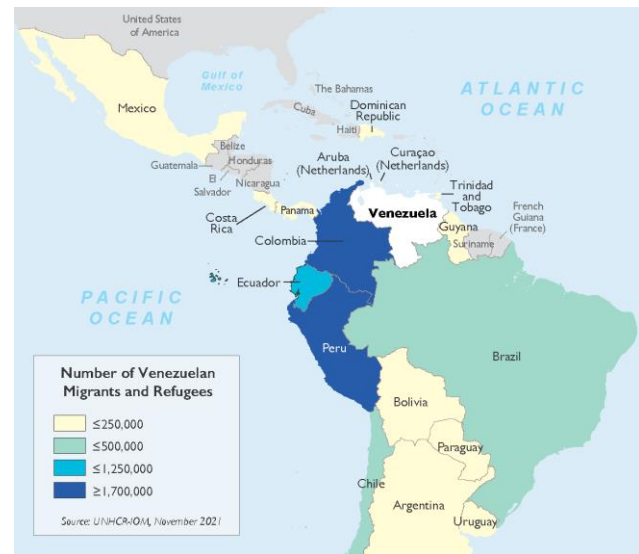 United States
of America
Gulf of
Mexico
ATLANTIC
OCEAN
The Bahamas
Mexico
Cuba
Dominican
Republic
Haiti
Belize
Guatemala
Honduras
El
Salvador
Nicaragua
Aruba
(Netherlands)
Curaçao
(Netherlands)
Trinidad
and
Tobago
Costa
Rica
Panama
Venezuela
Guyana
French
Guiana
(France)
Suriname
Colombia
Ecuador
PACIFIC
OCEAN
Peru
Brazil
Bolivia
Paraguay
Chile
Argentina
Uruguay
Number of Venezuelan
Migrants and Refugees
≤250,000
≤500,000
≤1,250,000
≥1,700,000
Source: UNHCR-IOM, November 2021